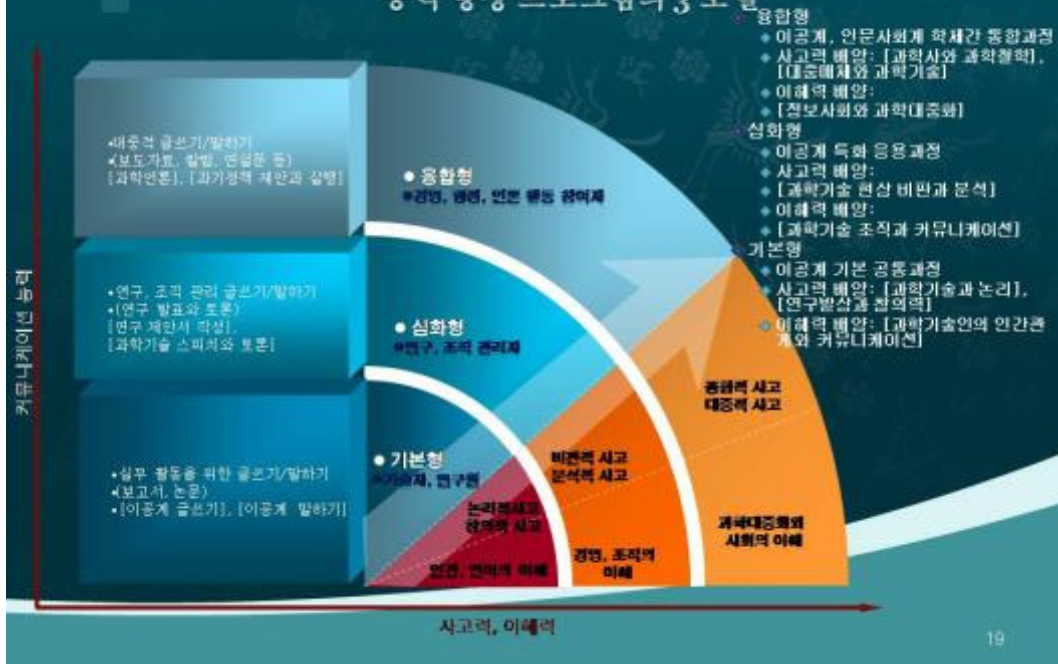 프로그램의 3
융합형
이공계, 인문사회계 학제간 통합과정
사고력 배양: [과학사와 과학철학],
[대중매체와 과학기술]
이해력 배양:
[정보사회와 과학대중화]
심화형
이공계 특화 응용과정
사고력 배양:
[과학기술 현상 비판과 분석]
이해력 배양:
[과학기술 조직과 커뮤니케이션]
기본형
이공계 기본 공통과정
사고력 배양: [과학기술과 논리],
[연구발상과 창의력]
이해력 배양: [과학기술인의 인간관
계와 커뮤니케이션]
•대중적 글쓰기/말하기
•(보도자료, 칼럼, 연설문 등)
[과학언론], [과기정책 제안과 실행]
• 융합형
•경영, 행정, 언론 활동 참여자
•연구, 조직 관리 글쓰기/말하기
•(연구 발표와 토론)
[연구 제안서 작성],
[과학기술 스피치와 토론]
• 심화형
•연구, 조직 관리자
•실무 활동을 위한 글쓰기/말하기
•(보고서, 논문)
•[이공계 글쓰기], [이공계 말하기]
• 기본형
연구원
논리적사고
창의적 사고
인간, 언어의 이해
비판적 사고
분석적 사고
경영, 조직의
이해
종합적 사고
대중적 사고
과학대중화와
사회의 이해
커뮤니케이션 능력
사고력, 이해력
19